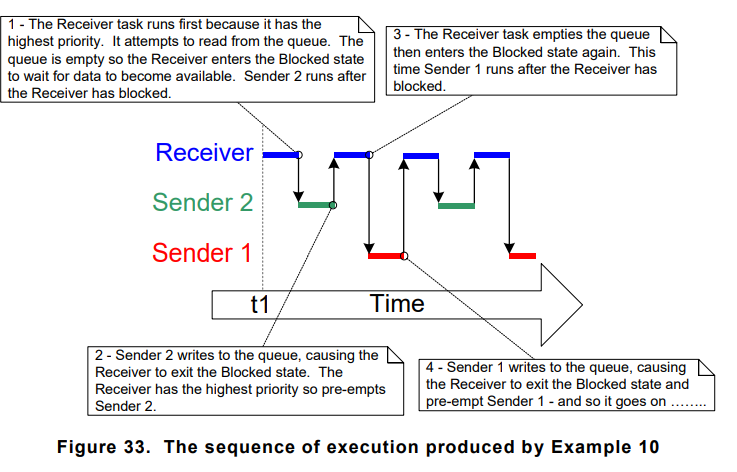 1 - The Receiver task runs first because it has the
highest priority.  It attempts to read from the queue.  The
queue is empty so the Receiver enters the Blocked state
to wait for data to become available.  Sender 2 runs after
the Receiver has blocked.
3 - The Receiver task empties the queue
then enters the Blocked state again.  This
time Sender 1 runs after the Receiver has
blocked.
Receiver
Sender 2
Sender 1
t1
Time
2 - Sender 2 writes to the queue, causing the
Receiver to exit the Blocked state.  The
Receiver has the highest priority so pre-empts
Sender 2.
4 - Sender 1 writes to the queue, causing
the Receiver to exit the Blocked state and
pre-empt Sender 1 - and so it goes on ……..
Figure 33.  The sequence of execution produced by Example 10